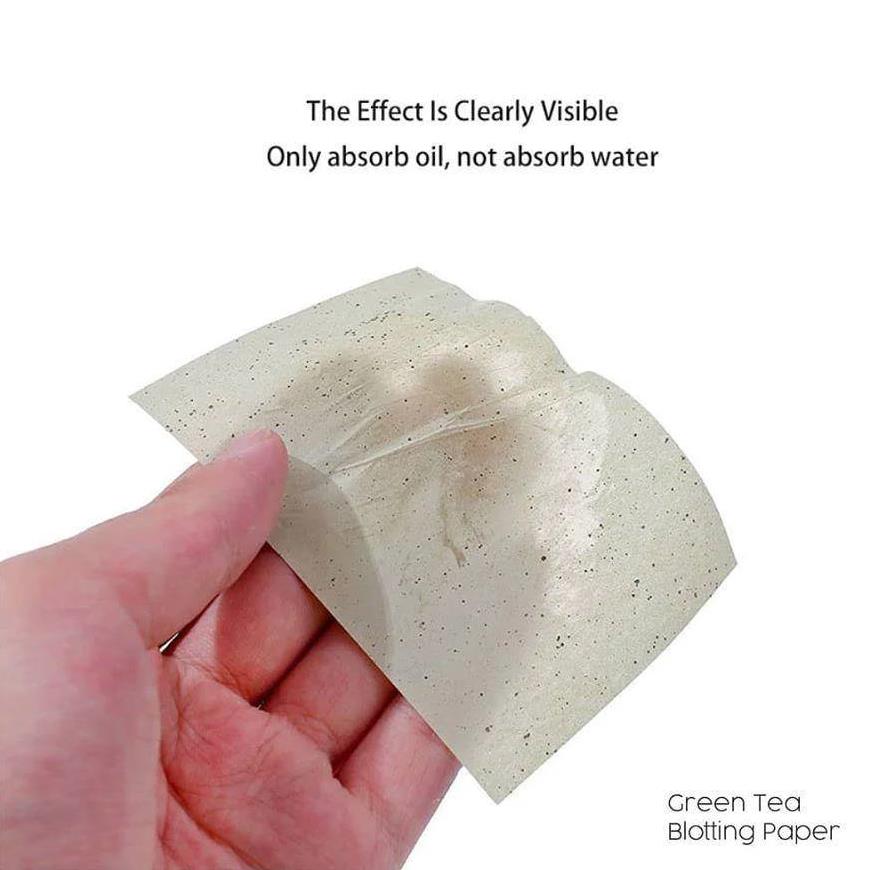 The Effect Is Clearly Visible
Only absorb oil, not absorb water
Green Tea
Blotting Paper